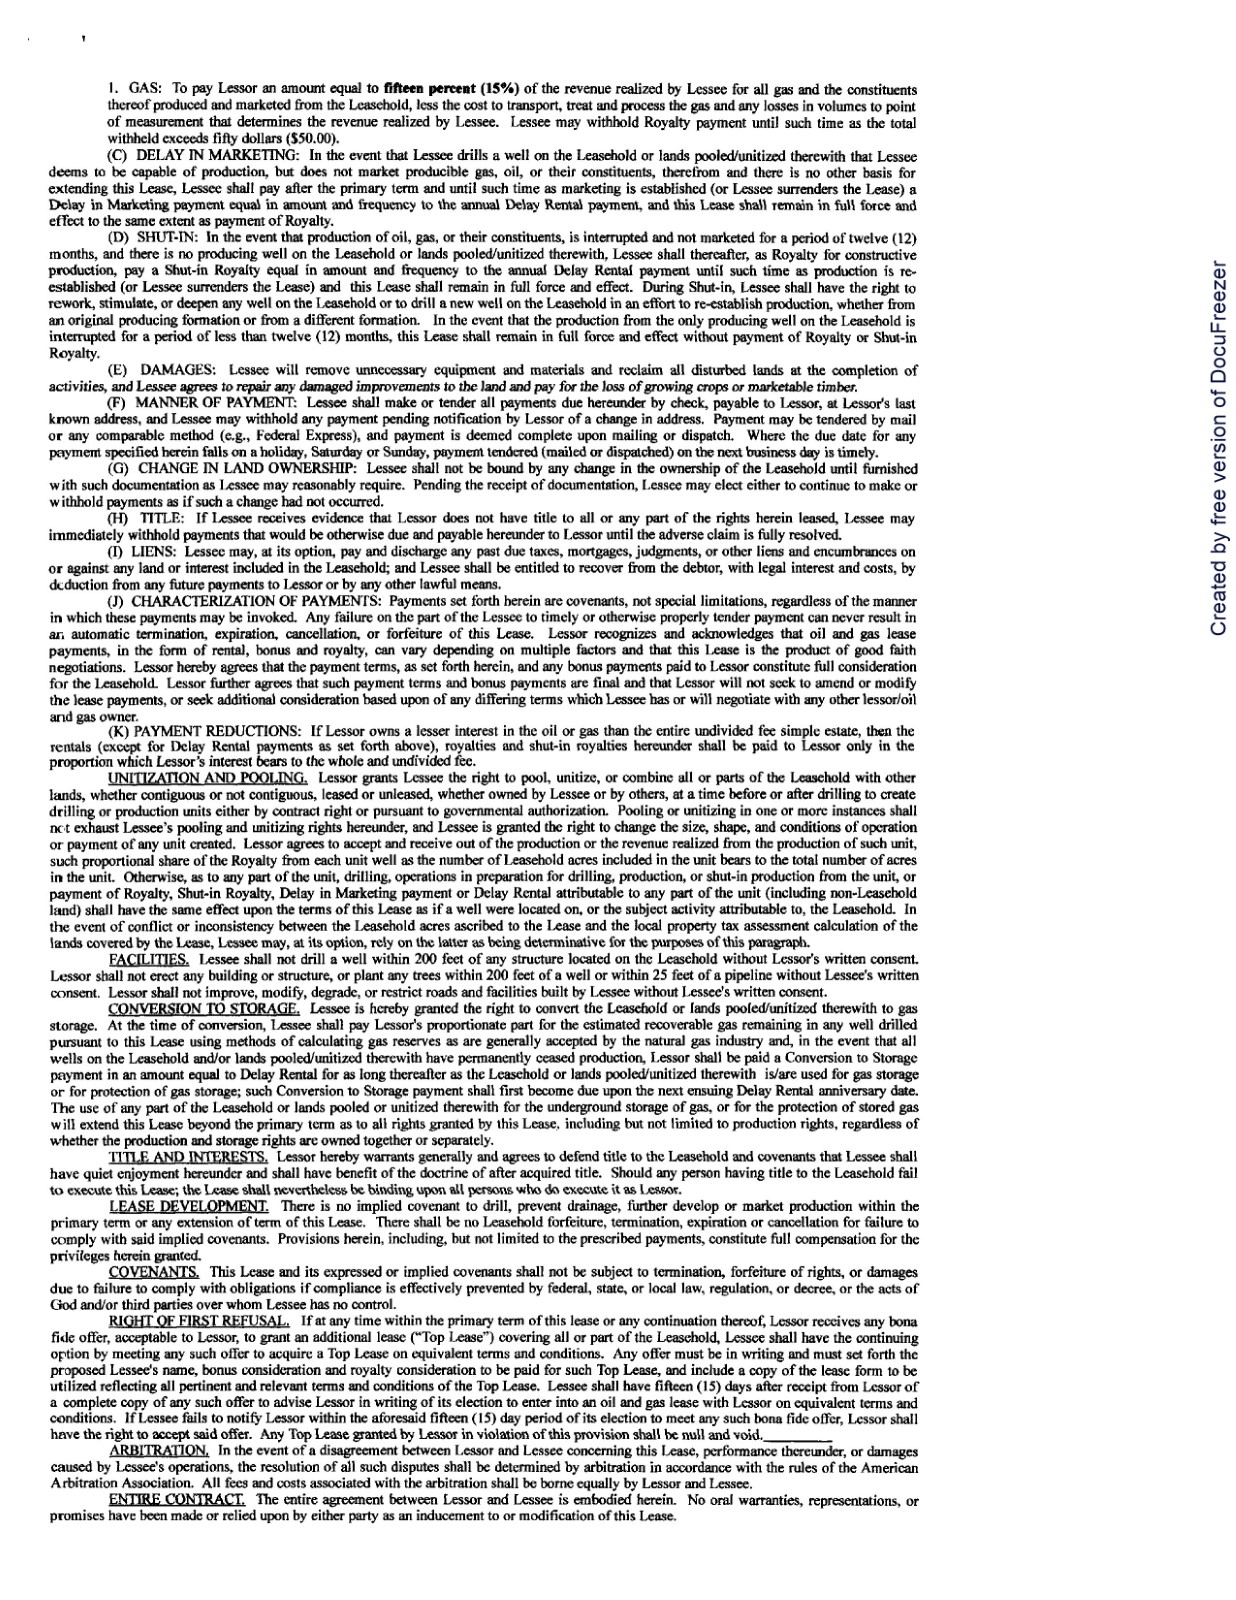 1. GAS: To pay Lessor an amount equal to fifteen percent (15%) of the revenue realized by Lessee for all gas and the constituents
thereof produced and marketed from the Leasehold, less the cost to transport, treat and process the gas and any losses in volumes to point
of measurement that determines the revenue realized by Lessee. Lessee may withhold Royalty payment until such time as the total
withheld exceeds fifty dollars ($50.00).
(C) DELAY IN MARKETING: In the event that Lessee drills a well on the Leasehold or lands pooled/unitized therewith that Lessee
deems to be capable of production, but does not market producible gas, oil, or their constituents, therefrom and there is no other basis for
extending this Lease, Lessee shall pay after the primary term and until such time as marketing is established (or Lessee surrenders the Lease) a
Delay in Marketing payment equal in amount and frequency to the annual Delay Rental payment, and this Lease shall remain in full force and
effect to the same extent as payment of Royalty.
(D) SHUT-IN: In the event that production of oil, gas, or their constituents, is interrupted and not marketed for a period of twelve (12)
months, and there is no producing well on the Leasehold or lands pooled/unitized therewith, Lessee shall thereafter, as Royalty for constructive
production, pay a Shut-in Royalty equal in amount and frequency to the annual Delay Rental payment until such time as production is re-
established (or Lessee surrenders the Lease) and this Lease shall remain in full force and effect. During Shut-in, Lessee shall have the right to
rework, stimulate, or deepen any well on the Leasehold or to drill a new well on the Leasehold in an effort to re-establish production, whether from
an original producing formation or from a different formation. In the event that the production from the only producing well on the Leasehold is
interrupted for a period of less than twelve (12) months, this Lease shall remain in full force and effect without payment of Royalty or Shut-in
Royalty.
(E) DAMAGES: Lessee will remove unnecessary equipment and materials and reclaim all disturbed lands at the completion of
activities, and Lessee agrees to repair any damaged improvements to the land and pay for the loss of growing crops or marketable timber.
(F) MANNER OF PAYMENT: Lessee shall make or tender all payments due hereunder by check, payable to Lessor, at Lessor's last
known address, and Lessee may withhold any payment pending notification by Lessor of a change in address. Payment may be tendered by mail
or any comparable method (e.g., Federal Express), and payment is deemed complete upon mailing or dispatch. Where the due date for any
payment specified herein falls on a holiday, Saturday or Sunday, payment tendered (mailed or dispatched) on the next business day is timely.
(G) CHANGE IN LAND OWNERSHIP: Lessee shall not be bound by any change in the ownership of the Leasehold until furnished
with such documentation as Lessee may reasonably require. Pending the receipt of documentation, Lessee may elect either to continue to make or
withhold payments as if such a change had not occurred.
(H) TITLE: If Lessee receives evidence that Lessor does not have title to all or any part of the rights herein leased, Lessee may
immediately withhold payments that would be otherwise due and payable hereunder to Lessor until the adverse claim is fully resolved.
(I) LIENS: Lessee may, at its option, pay and discharge any past due taxes, mortgages, judgments, or other liens and encumbrances on
or against any land or interest included in the Leasehold; and Lessee shall be entitled to recover from the debtor, with legal interest and costs, by
deduction from any future payments to Lessor or by any other lawful means.
(J) CHARACTERIZATION OF PAYMENTS: Payments set forth herein are covenants, not special limitations, regardless of the manner
in which these payments may be invoked. Any failure on the part of the Lessee to timely or otherwise properly tender payment can never result in
an automatic termination, expiration, cancellation, or forfeiture of this Lease. Lessor recognizes and acknowledges that oil and gas lease
payments, in the form of rental, bonus and royalty, can vary depending on multiple factors and that this Lease is the product of good faith
negotiations. Lessor hereby agrees that the payment terms, as set forth herein, and any bonus payments paid to Lessor constitute full consideration
for the Leasehold. Lessor further agrees that such payment terms and bonus payments are final and that Lessor will not seek to amend or modify
the lease payments, or seek additional consideration based upon of any differing terms which Lessee has or will negotiate with any other lessor/oil
and gas owner.
(K) PAYMENT REDUCTIONS: If Lessor owns a lesser interest in the oil or gas than the entire undivided fee simple estate, then the
rentals (except for Delay Rental payments as set forth above), royalties and shut-in royalties hereunder shall be paid to Lessor only in the
proportion which Lessor's interest bears to the whole and undivided fee.
UNITIZATION AND POOLING. Lessor grants Lessee the right to pool, unitize, or combine all or parts of the Leasehold with other
lands, whether contiguous or not contiguous, leased or unleased, whether owned by Lessee or by others, at a time before or after drilling to create
drilling or production units either by contract right or pursuant to governmental authorization. Pooling or unitizing in one or more instances shall
not exhaust Lessee's pooling and unitizing rights hereunder, and Lessee is granted the right to change the size, shape, and conditions of operation
or payment of any unit created. Lessor agrees to accept and receive out of the production or the revenue realized from the production of such unit,
such proportional share of the Royalty from each unit well as the number of Leasehold acres included in the unit bears to the total number of acres
in the unit. Otherwise, as to any part of the unit, drilling, operations in preparation for drilling, production, or shut-in production from the unit, or
payment of Royalty, Shut-in Royalty, Delay in Marketing payment or Delay Rental attributable to any part of the unit (including non-Leasehold
land) shall have the same effect upon the terms of this Lease as if a well were located on, or the subject activity attributable to, the Leasehold. In
the event of conflict or inconsistency between the Leasehold acres ascribed to the Lease and the local property tax assessment calculation of the
lands covered by the Lease, Lessee may, at its option, rely on the latter as being determinative for the purposes of this paragraph.
FACILITIES. Lessee shall not drill a well within 200 feet of any structure located on the Leasehold without Lessor's written consent.
Lessor shall not erect any building or structure, or plant any trees within 200 feet of a well or within 25 feet of a pipeline without Lessee's written
consent. Lessor shall not improve, modify, degrade, or restrict roads and facilities built by Lessee without Lessee's written consent.
CONVERSION TO STORAGE. Lessee is hereby granted the right to convert the Leasehold or lands pooled/unitized therewith to gas
storage. At the time of conversion, Lessee shall pay Lessor's proportionate part for the estimated recoverable gas remaining in any well drilled
pursuant to this Lease using methods of calculating gas reserves as are generally accepted by the natural gas industry and, in the event that all
wells on the Leasehold and/or lands pooled/unitized therewith have permanently ceased production, Lessor shall be paid a Conversion to Storage
payment in an amount equal to Delay Rental for as long thereafter as the Leasehold or lands pooled/unitized therewith is/are used for gas storage
or for protection of gas storage; such Conversion to Storage payment shall first become due upon the next ensuing Delay Rental anniversary date.
The use of any part of the Leasehold or lands pooled or unitized therewith for the underground storage of gas, or for the protection of stored gas
will extend this Lease beyond the primary term as to all rights granted by this Lease, including but not limited to production rights, regardless of
whether the production and storage rights are owned together or separately.
TITLE AND INTERESTS. Lessor hereby warrants generally and agrees to defend title to the Leasehold and covenants that Lessee shall
have quiet enjoyment hereunder and shall have benefit of the doctrine of after acquired title. Should any person having title to the Leasehold fail
to execute this Lease; the Lease shall nevertheless be binding upon all persons who do execute it as Lessor.
LEASE DEVELOPMENT. There is no implied covenant to drill, prevent drainage, further develop or market production within the
primary term or any extension of term of this Lease. There shall be no Leasehold forfeiture, termination, expiration or cancellation for failure to
comply with said implied covenants. Provisions herein, including, but not limited to the prescribed payments, constitute full compensation for the
privileges herein granted.
COVENANTS. This Lease and its expressed or implied covenants shall not be subject to termination, forfeiture of rights, or damages
due to failure to comply with obligations if compliance is effectively prevented by federal, state, or local law, regulation, or decree, or the acts of
God and/or third parties over whom Lessee has no control.
RIGHT OF FIRST REFUSAL. If at any time within the primary term of this lease or any continuation thereof, Lessor receives any bona
fide offer, acceptable to Lessor, to grant an additional lease ("Top Lease") covering all or part of the Leasehold, Lessee shall have the continuing
option by meeting any such offer to acquire a Top Lease on equivalent terms and conditions. Any offer must be in writing and must set forth the
proposed Lessee's name, bonus consideration and royalty consideration to be paid for such Top Lease, and include a copy of the lease form to be
utilized reflecting all pertinent and relevant terms and conditions of the Top Lease. Lessee shall have fifteen (15) days after receipt from Lessor of
a complete copy of any such offer to advise Lessor in writing of its election to enter into an oil and gas lease with Lessor on equivalent terms and
conditions. If Lessee fails to notify Lessor within the aforesaid fifteen (15) day period of its election to meet any such bona fide offer, Lessor shall
have the right to accept said offer. Any Top Lease granted by Lessor in violation of this provision shall be null and void.__________
ARBITRATION. In the event of a disagreement between Lessor and Lessee concerning this Lease, performance thereunder, or damages
caused by Lessee's operations, the resolution of all such disputes shall be determined by arbitration in accordance with the rules of the American
Arbitration Association. All fees and costs associated with the arbitration shall be borne equally by Lessor and Lessee.
ENTIRE CONTRACT. The entire agreement between Lessor and Lessee is embodied herein. No oral warranties, representations, or
promises have been made or relied upon by either party as an inducement to or modification of this Lease.
Created by free version of DocuFreezer